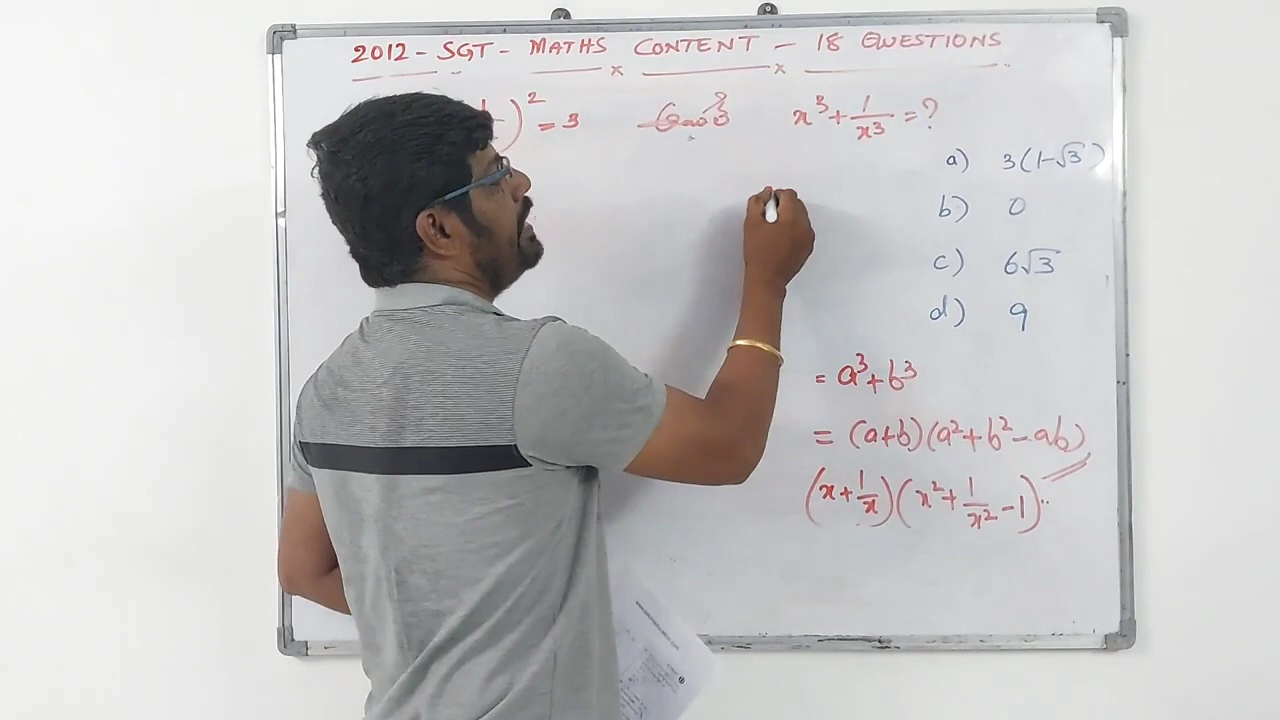 2012 - SGT - MATHS CONTENT - 18 QUESTIONS
)² = 3 x³ + 1/x³ = ?
a) 3(1-√3)
b) 0
c) 6√3
d) 9
= a³+b³
= (a+b)(a²+b²-ab)
(x+1/x)(x²+1/x²-1)